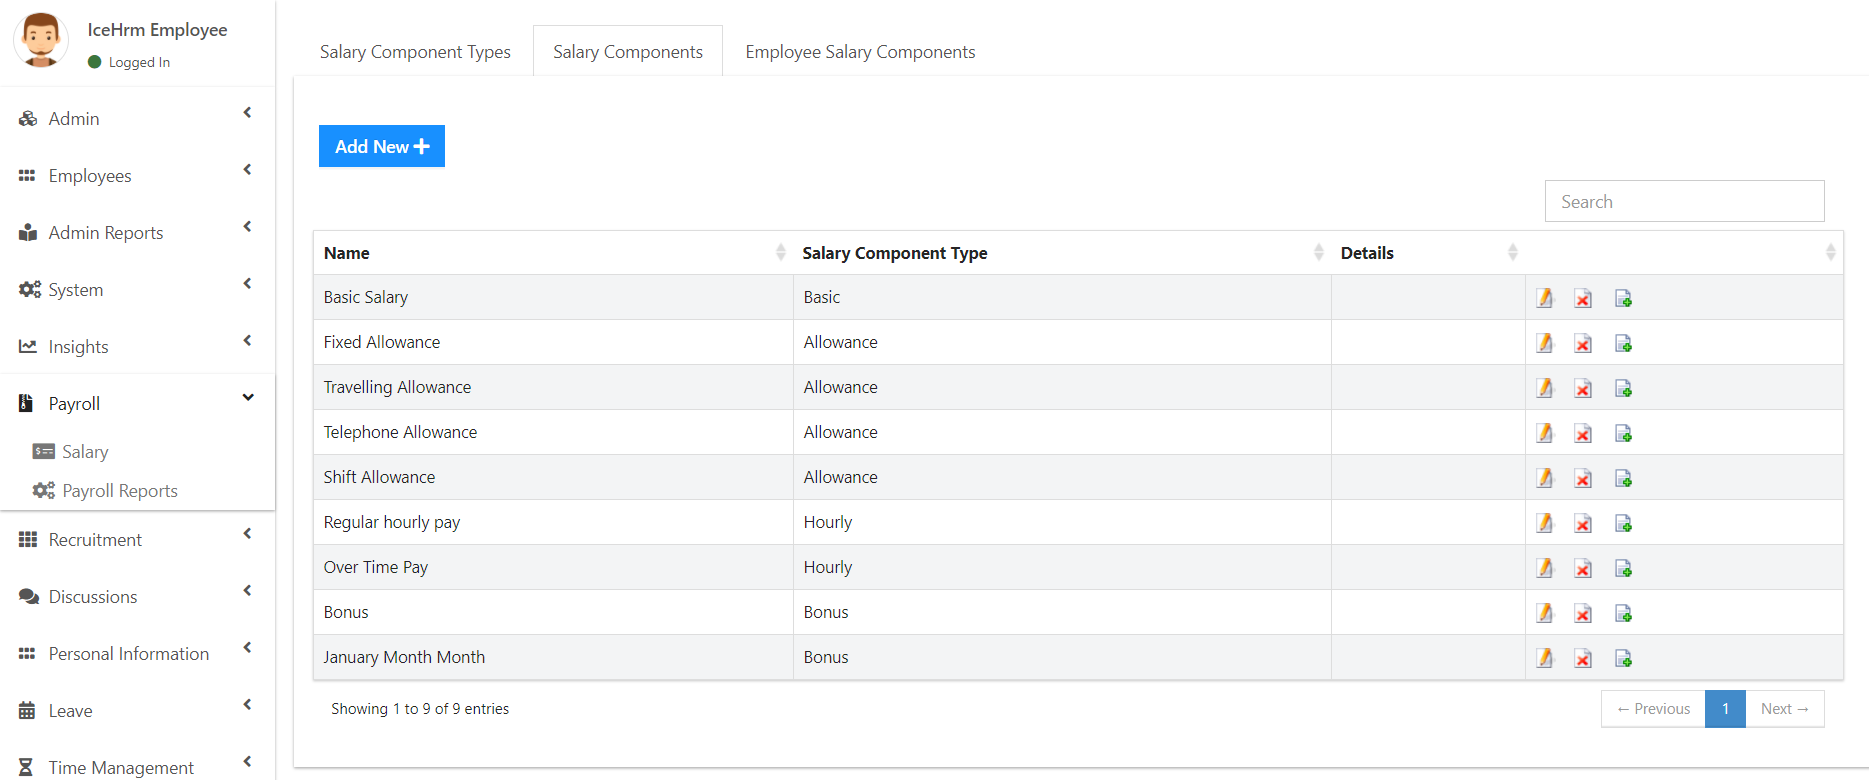 IceHrm Employee
Logged In
Admin
Employees
Admin Reports
System
Insights
Payroll
Salary
Payroll Reports
Recruitment
Discussions
Personal Information
Leave
Time Management
Salary Component Types Salary Components Employee Salary Components
Add New
Search
Name Salary Component Type Details
Basic Salary Basic
Fixed Allowance Allowance
Travelling Allowance Allowance
Telephone Allowance Allowance
Shift Allowance Allowance
Regular hourly pay Hourly
Over Time Pay Hourly
Bonus Bonus
January Month Month Bonus
Showing 1 to 9 of 9 entries
← Previous 1 Next →